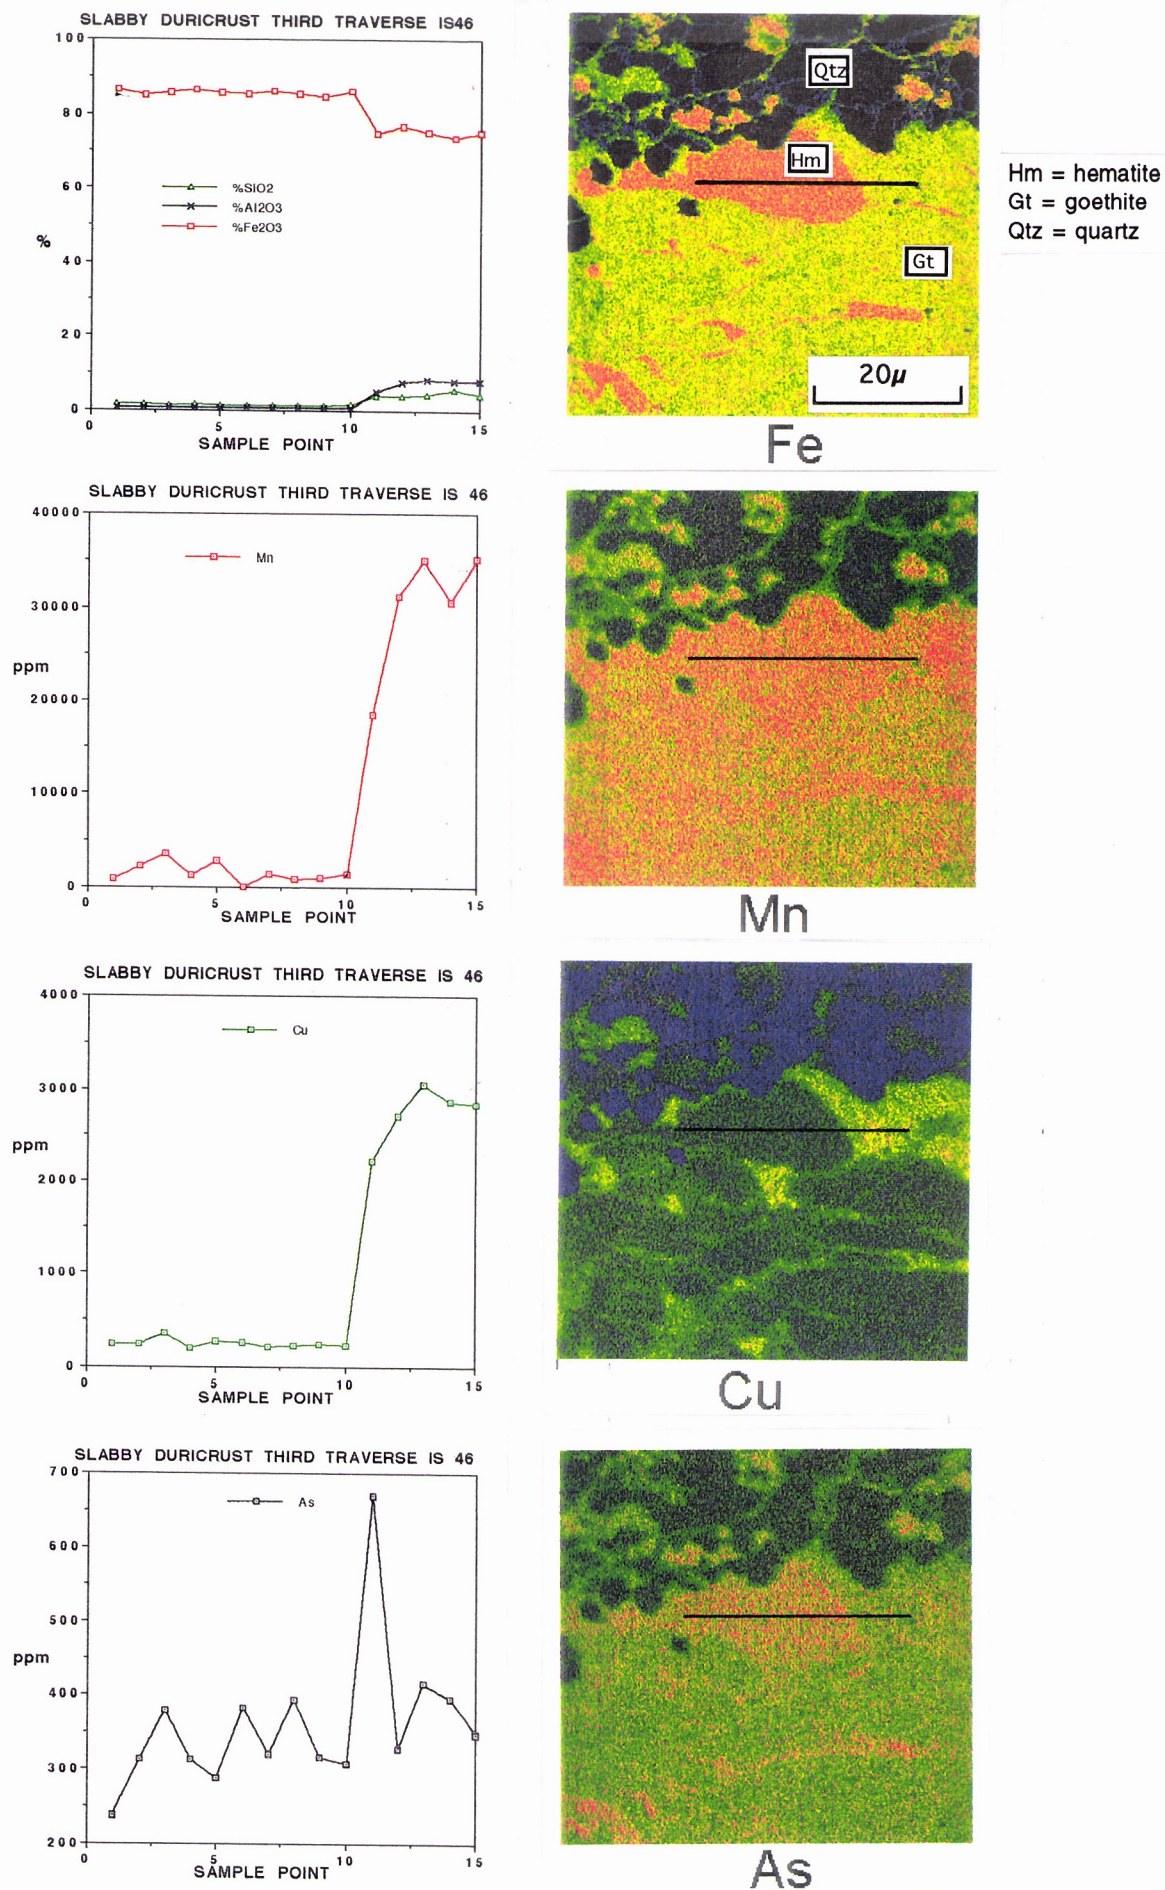 SLABBY DURICRUST THIRD TRAVERSE IS46
100
80
60
40
20
0
%
%SIO2
%Al2O3
%Fe2O3
0
5
10
15
SAMPLE POINT
Qtz
Hm
Gt
20μ
Fe
Hm = hematite
Gt = goethite
Qtz = quartz
SLABBY DURICRUST THIRD TRAVERSE IS 46
40000
30000
20000
10000
0
ppm
Mn
0
5
10
15
SAMPLE POINT
Mn
SLABBY DURICRUST THIRD TRAVERSE IS 46
4000
3000
2000
1000
0
ppm
Cu
0
5
10
15
SAMPLE POINT
Cu
SLABBY DURICRUST THIRD TRAVERSE IS 46
700
600
500
400
300
200
ppm
As
0
5
10
15
SAMPLE POINT
As